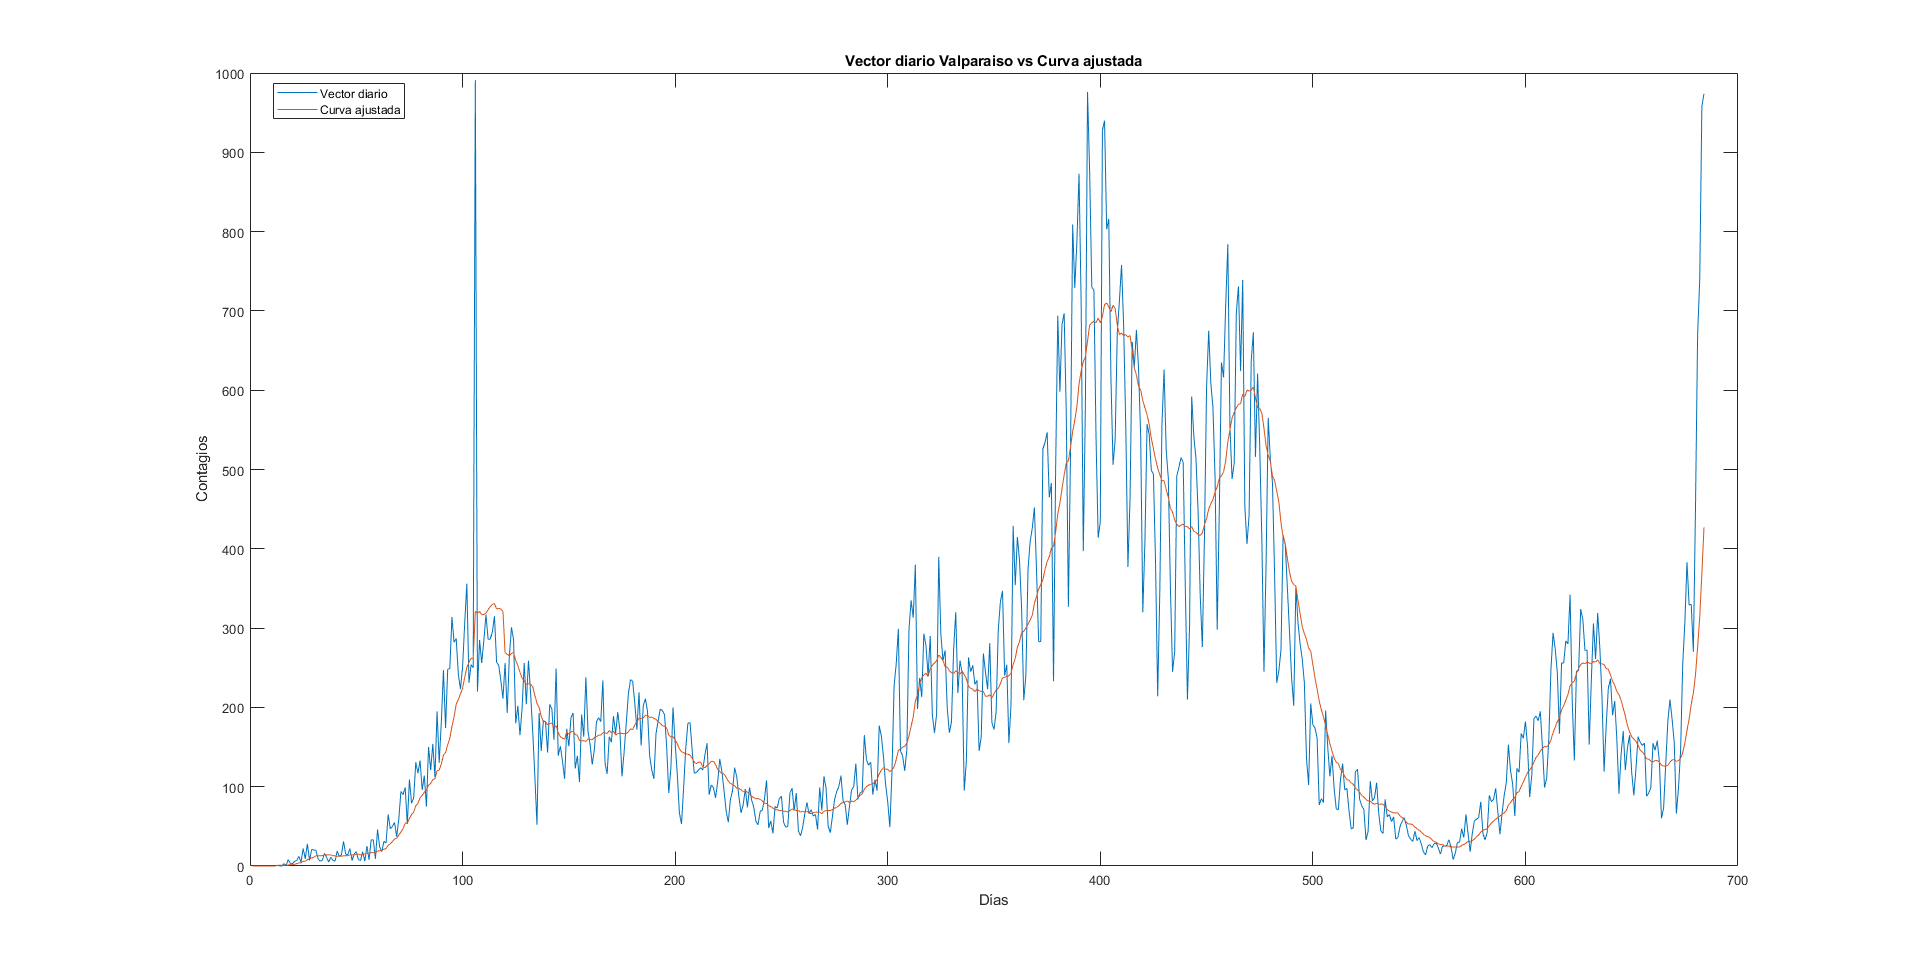 Vector diario Valparaiso vs Curva ajustada
Vector diario
Curva ajustada
1000
900
800
700
600
500
400
300
200
100
0
Contagios
0 100 200 300 400 500 600 700
Días